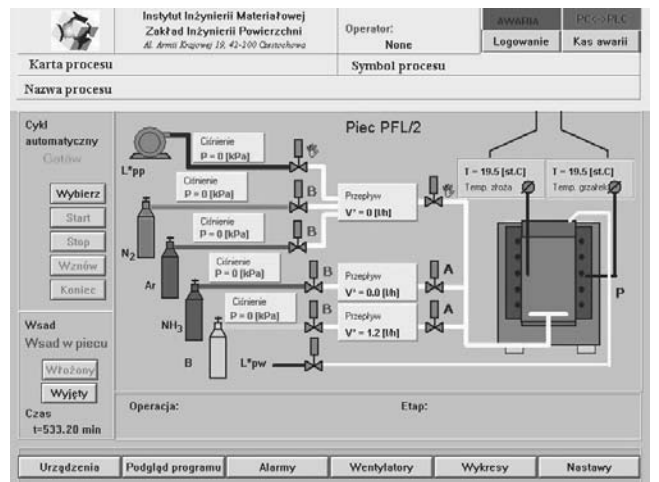 Instytut Inżynierii Materiałowej
Zakład Inżynierii Powierzchni
Al. Armii Krajowej 19, 42-200 Częstochowa
Operator:
None
AWARIA
PC<->PLC
Logowanie
Kas awarii
Karta procesu
Symbol procesu
Nazwa procesu
Cykl
automatyczny
Gotów
Wybierz
Start
Stop
Wznów
Koniec
Wsad
Wsad w piecu
Włożony
Wyjęty
Czas
t=533.20 min
Piec PFL/2
L*pp
Ciśnienie
P = 0 [kPa]
Ciśnienie
P = 0 [kPa]
B
N2
Ciśnienie
P = 0 [kPa]
B
Ar
Ciśnienie
P = 0 [kPa]
B
NH3
Ciśnienie
P = 0 [kPa]
B
B
L*pw
Przepływ
V' = 0 [l/h]
Przepływ
V' = 0.0 [l/h]
A
Przepływ
V' = 1.2 [l/h]
A
T = 19.5 [st.C]
Temp. złoża
T = 19.5 [st.C]
Temp. grzałek
P
Operacja:
Etap:
Urządzenia
Podgląd programu
Alarmy
Wentylatory
Wykresy
Nastawy